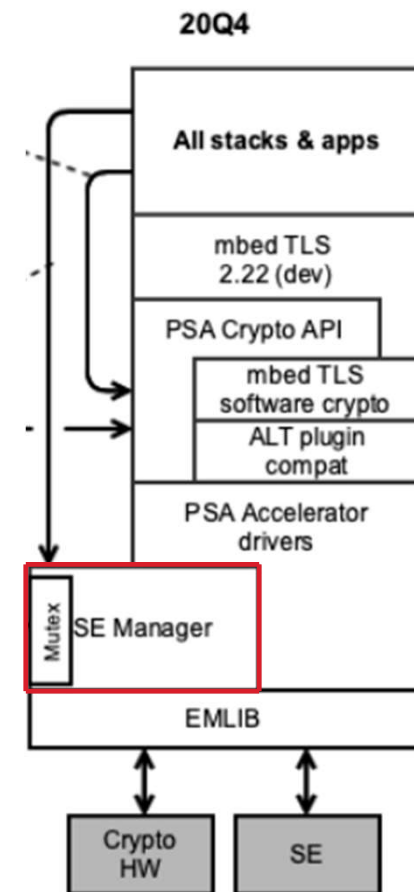 20Q4
All stacks & apps
mbed TLS
2.22 (dev)
PSA Crypto API
mbed TLS
software crypto
ALT plugin
compat
PSA Accelerator
drivers
Mutex
SE Manager
EMLIB
Crypto
HW
SE